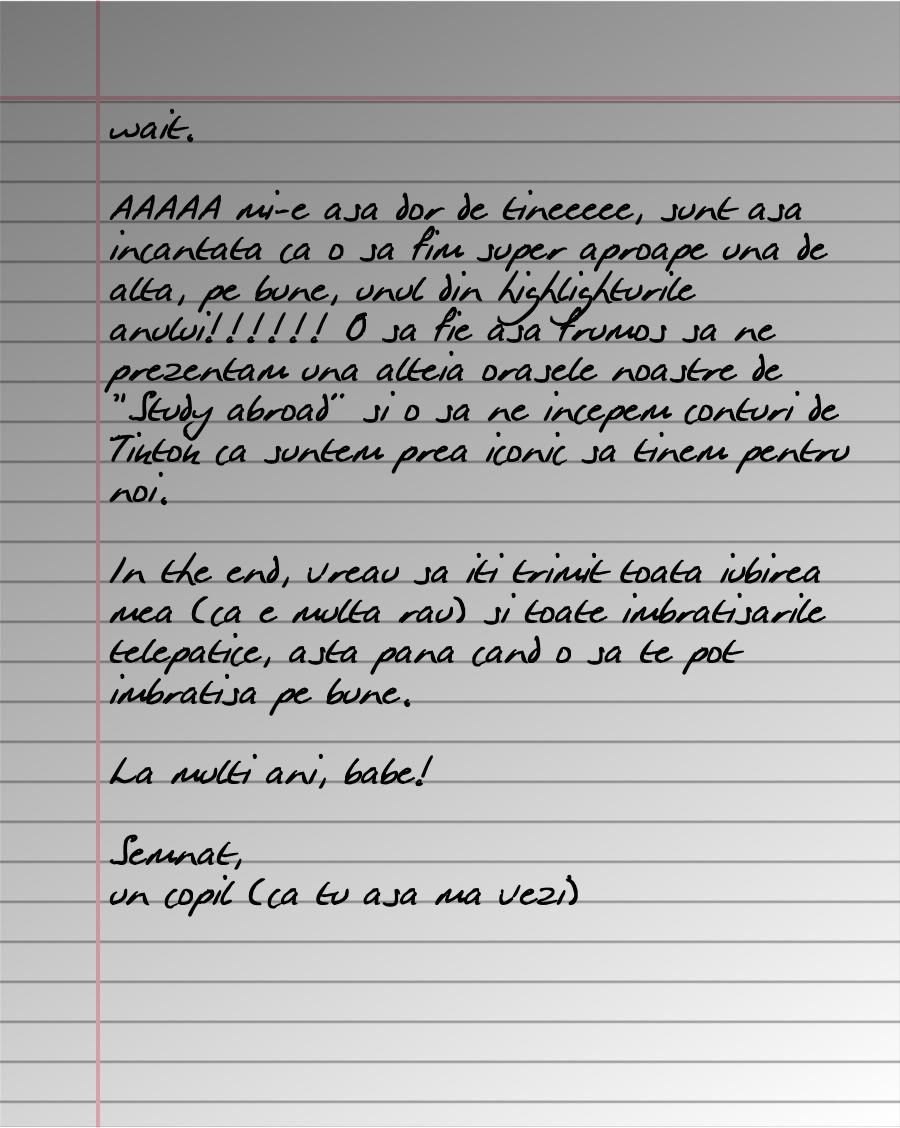 wait.
AAAAA mi-e asa dor de tineeeee, sunt asa
incantata ca o sa fim super aproape una de
alta, pe bune, unul din highlighturile
anului!!!!!! O sa fie asa frumos sa ne
prezentam una alteia orasele noastre de
"Study abroad" si o sa ne incepem conturi de
Tiktok ca suntem prea iconic sa tinem pentru
noi.
In the end, vreau sa iti trimit toata iubirea
mea (ca e multa rau) si toate imbratisarile
telepatice, asta pana cand o sa te pot
imbratisa pe bune.
La multi ani, babe!
Semnat,
un copil (ca tu asa ma vezi)